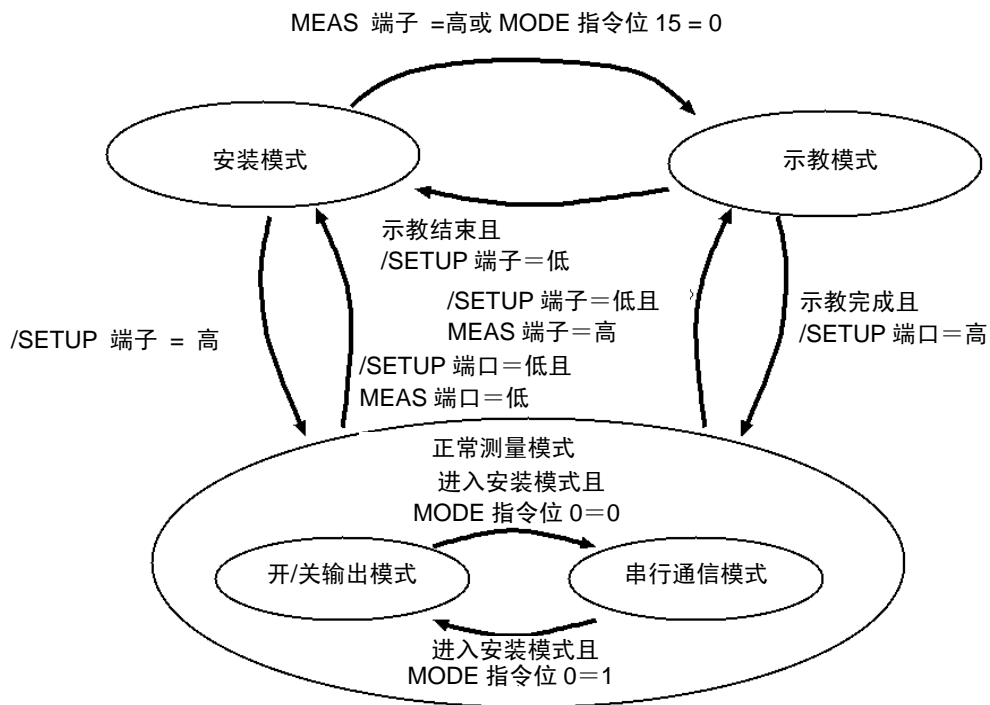 MEAS 端子 =高或 MODE 指令位 15 = 0
安装模式
示教模式
示教结束且
/SETUP 端子＝低
/SETUP 端子＝低且
MEAS 端子＝高
示教完成且
/SETUP 端口＝高
/SETUP 端子 = 高
/SETUP 端口＝低且
MEAS 端口＝低
正常测量模式
进入安装模式且
MODE 指令位 0＝0
开/关输出模式
串行通信模式
进入安装模式且
MODE 指令位 0＝1